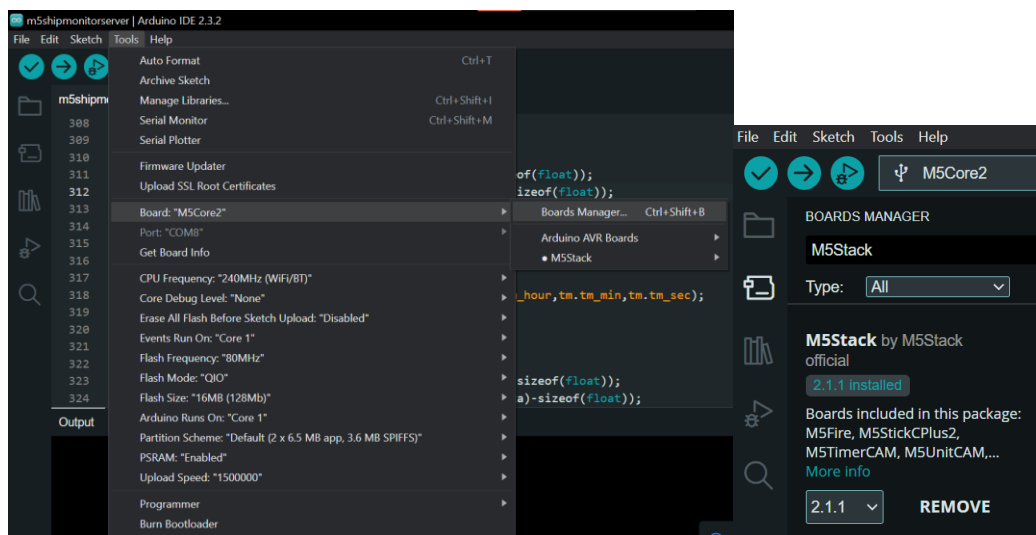 m5shipmonitorserver | Arduino IDE 2.3.2
File Edit Sketch Tools Help
m5shipm
308
309
310
311
312
313
314
315
316
317
318
319
320
321
322
323
324
Output
Auto Format Ctrl+T
Archive Sketch
Manage Libraries... Ctrl+Shift+I
Serial Monitor Ctrl+Shift+M
Serial Plotter
Firmware Updater
Upload SSL Root Certificates
Board: "M5Core2"
Port: "COM8"
Get Board Info
CPU Frequency: "240MHz (WiFi/BT)"
Core Debug Level: "None"
Erase All Flash Before Sketch Upload: "Disabled"
Events Run On: "Core 1"
Flash Frequency: "80MHz"
Flash Mode: "QIO"
Flash Size: "16MB (128Mb)"
Arduino Runs On: "Core 1"
Partition Scheme: "Default (2 x 6.5 MB app, 3.6 MB SPIFFS)"
PSRAM: "Enabled"
Upload Speed: "1500000"
Programmer
Burn Bootloader
of(float));
izeof(float));
Boards Manager... Ctrl+Shift+B
Arduino AVR Boards
● M5Stack
_hour,tm.tm_min,tm.tm_sec);
sizeof(float));
a)-sizeof(float));
File Edit Sketch Tools Help
M5Core2
BOARDS MANAGER
M5Stack
Type: All
M5Stack by M5Stack
official
2.1.1 installed
Boards included in this package:
M5Fire, M5StickCPlus2,
M5TimerCAM, M5UnitCAM,...
More info
2.1.1 REMOVE